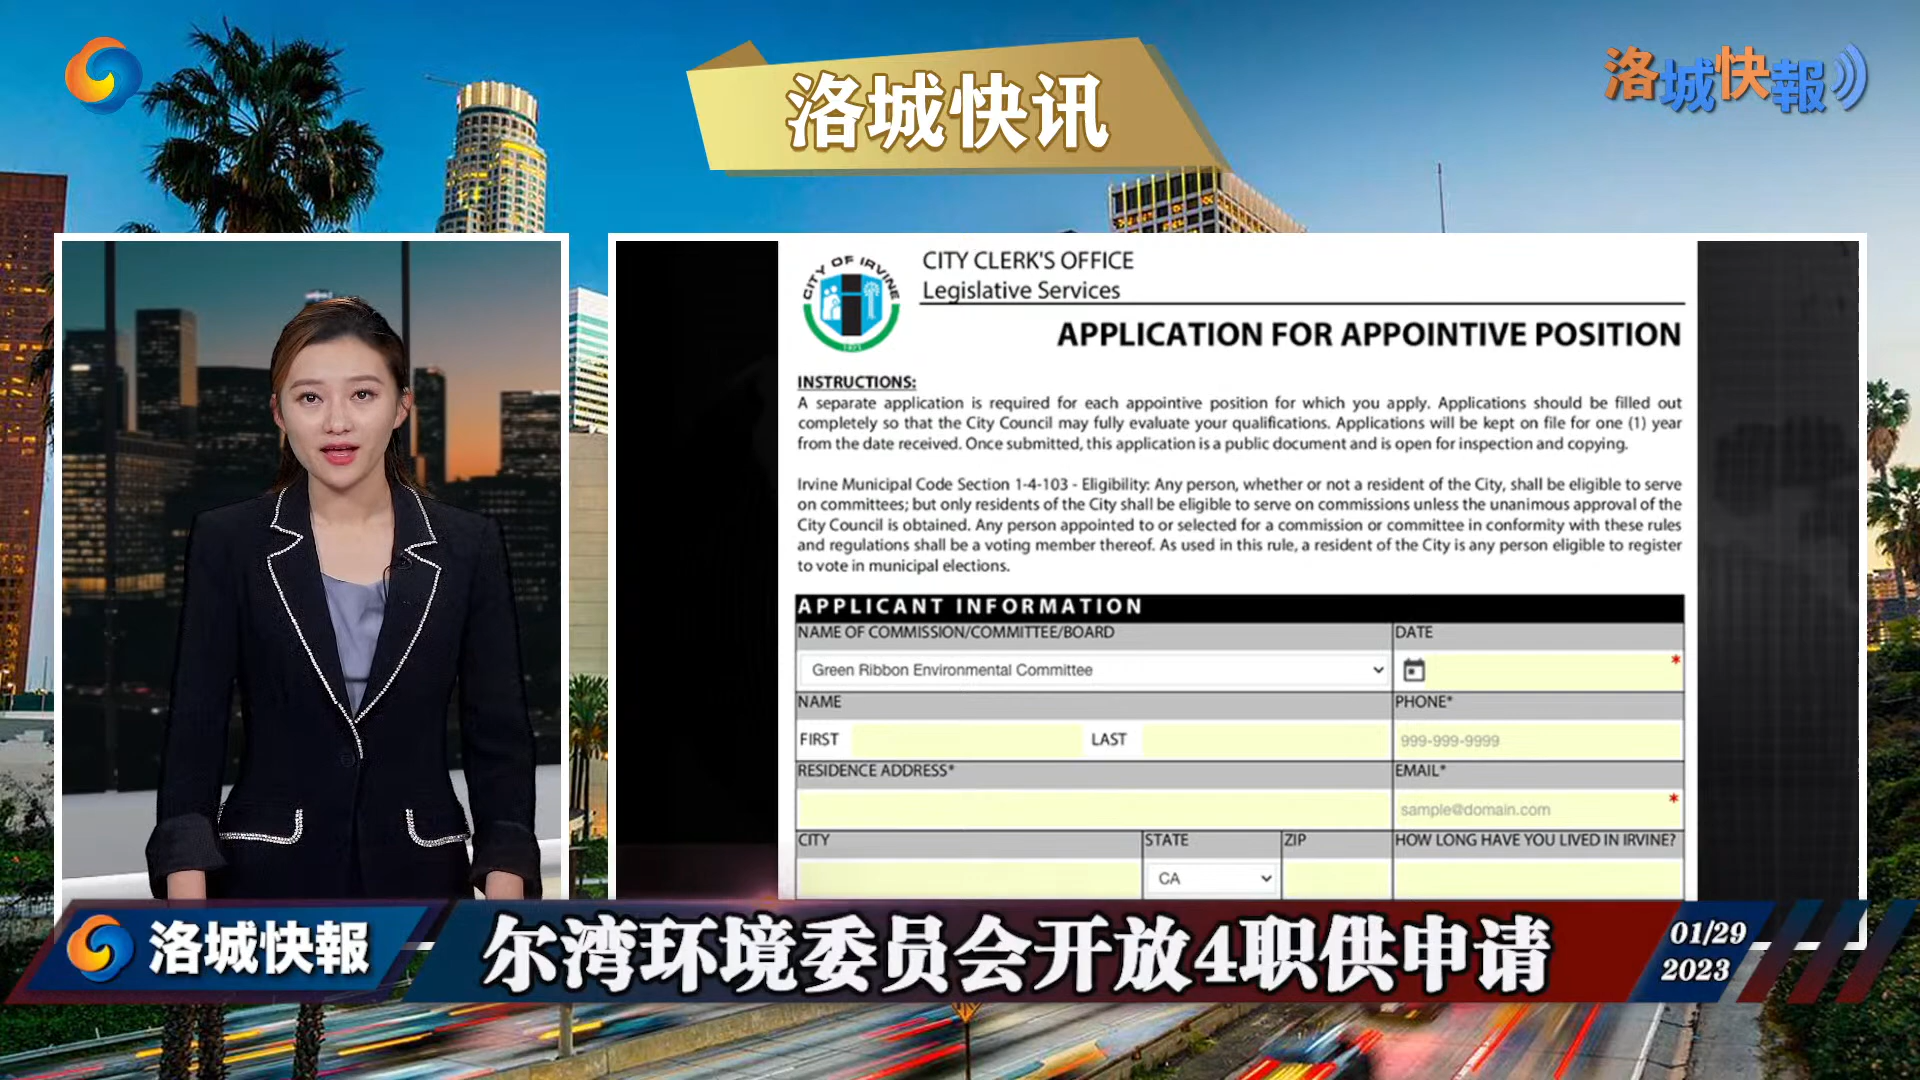 洛城快讯
洛城快報
CITY OF IRVINE
1971
CITY CLERK'S OFFICE
Legislative Services
APPLICATION FOR APPOINTIVE POSITION
INSTRUCTIONS:
A separate application is required for each appointive position for which you apply. Applications should be filled out
completely so that the City Council may fully evaluate your qualifications. Applications will be kept on file for one (1) year
from the date received. Once submitted, this application is a public document and is open for inspection and copying.
Irvine Municipal Code Section 1-4-103 - Eligibility: Any person, whether or not a resident of the City, shall be eligible to serve
on committees; but only residents of the City shall be eligible to serve on commissions unless the unanimous approval of the
City Council is obtained. Any person appointed to or selected for a commission or committee in conformity with these rules
and regulations shall be a voting member thereof. As used in this rule, a resident of the City is any person eligible to register
to vote in municipal elections.
APPLICANT INFORMATION
NAME OF COMMISSION/COMMITTEE/BOARD DATE
Green Ribbon Environmental Committee *
NAME PHONE*
FIRST LAST 999-999-9999
RESIDENCE ADDRESS* EMAIL*
sample@domain.com *
CITY STATE ZIP HOW LONG HAVE YOU LIVED IN IRVINE?
CA
洛城快報
尔湾环境委员会开放4职供申请
01/29
2023